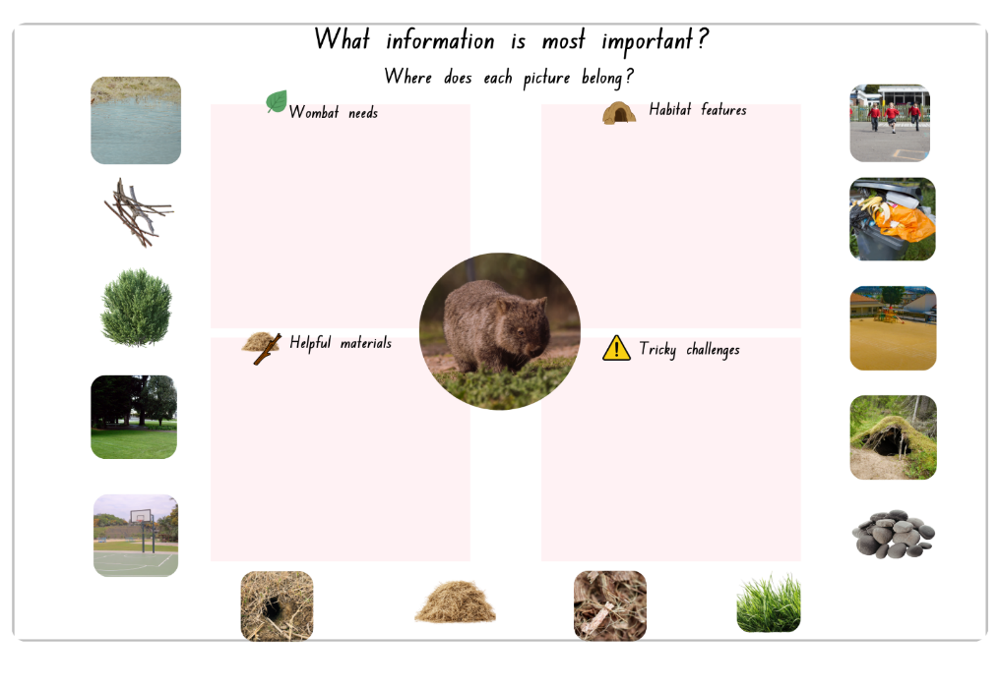 What information is most important?
Where does each picture belong?
Wombat needs
Habitat features
Helpful materials
Tricky challenges